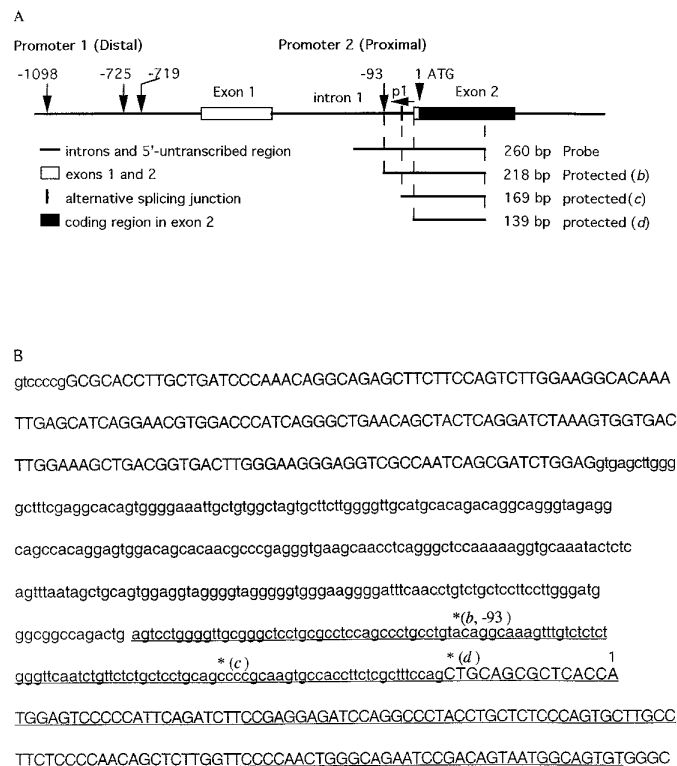 A
Promoter 1 (Distal) Promoter 2 (Proximal)
-1098 -725 -719 -93 1 ATG
Exon 1 intron 1 p1 Exon 2
introns and 5'-untranscribed region 260 bp Probe
exons 1 and 2 218 bp Protected (b)
alternative splicing junction 169 bp protected(c)
coding region in exon 2 139 bp protected (d)
B
gtccccgGCGCACCTTGCTGATCCCAAACAGGCAGAGCTTCTTCCAGTCTTGGAAGGCACAAA
TTGAGCATCAGGAACGTGGACCCATCAGGGCTGAACAGCTACTCAGGATCTAAAGTGGTGAC
TTGGAAAGCTGACGGTGACTTGGGAAGGGAGGTCGCCAATCAGCGATCTGGAGgtgagcttggg
gctttcgaggcacagtggggaaattgctgtggctagtgcttcttggggttgcatgcacagacaggcagggtagagg
cagccacaggagtggacagcacaacgcccgagggtgaagcaacctcagggctccaaaaaggtgcaaatactctc
agtttaatagctgcagtggaggtaggggtagggggtgggaaggggatttcaacctgtctgctccttccttgggatg
*(b, -93 )
ggcggccagactg agtcctggggttgcgggctcctgcgcctccagccctgcctgtacaggcaaagtttgtctctct
*(c) *(d) 1
gggttcaatctgttctctgctcctgcagccccgcaagtgccaccttctcgctttccagCTGCAGCGCTCACCA
TGGAGTCCCCCATTCAGATCTTCCGAGGAGATCCAGGCCCTACCTGCTCTCCCAGTGCTTGCC
TTCTCCCCAACAGCTCTTGGTTCCCCAACTGGGCAGAATCCGACAGTAATGGCAGTGTGGGC